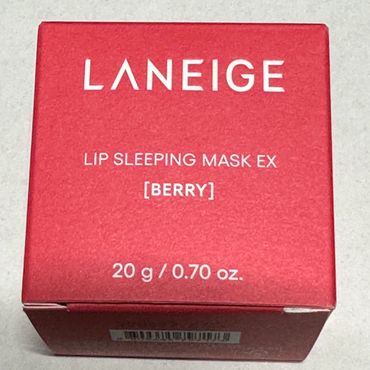 LANEIGE
LIP SLEEPING MASK EX
[BERRY]
20 g / 0.70 oz.